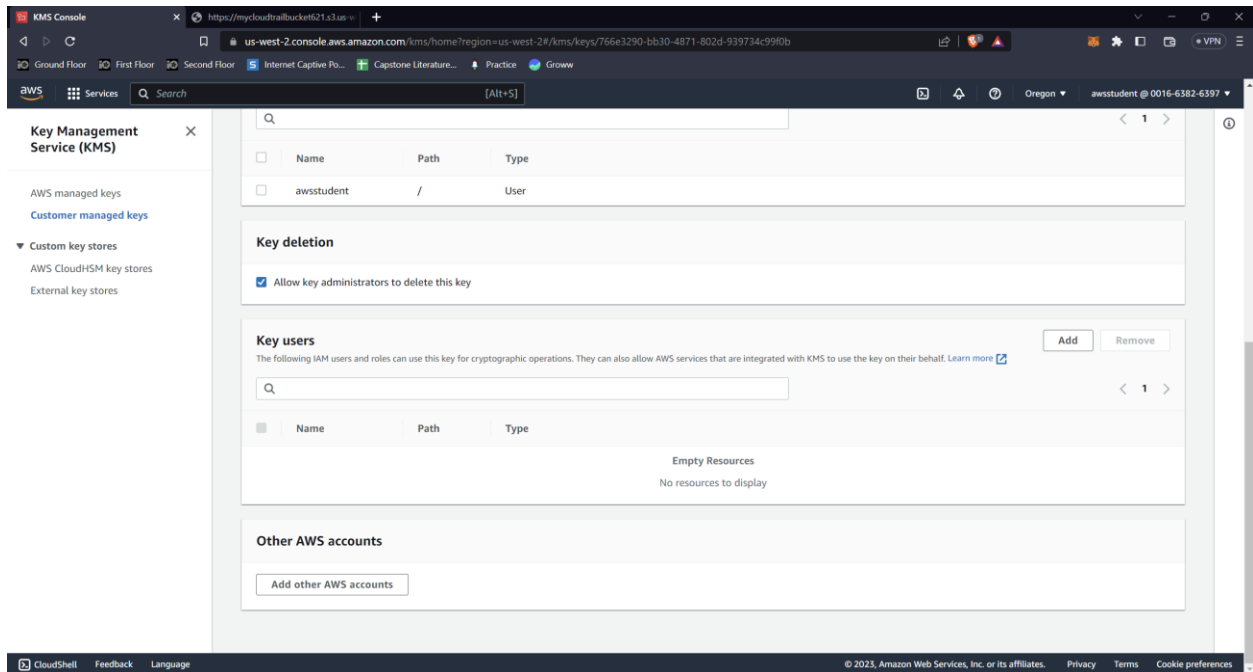 KMS Console
https://mycloudtrailbucket621.s3.us-w
us-west-2.console.aws.amazon.com/kms/home?region=us-west-2#/kms/keys/766e3290-bb30-4871-802d-939734c99f0b
VPN
Ground Floor First Floor Second Floor Internet Captive Po... Capstone Literature... Practice Groww
aws Services Search [Alt+S] Oregon awsstudent @ 0016-6382-6397
Key Management
Service (KMS)
AWS managed keys
Customer managed keys
Custom key stores
AWS CloudHSM key stores
External key stores
1
Name Path Type
awsstudent / User
Key deletion
Allow key administrators to delete this key
Key users
Add Remove
The following IAM users and roles can use this key for cryptographic operations. They can also allow AWS services that are integrated with KMS to use the key on their behalf. Learn more
1
Name Path Type
Empty Resources
No resources to display
Other AWS accounts
Add other AWS accounts
CloudShell Feedback Language © 2023, Amazon Web Services, Inc. or its affiliates. Privacy Terms Cookie preferences